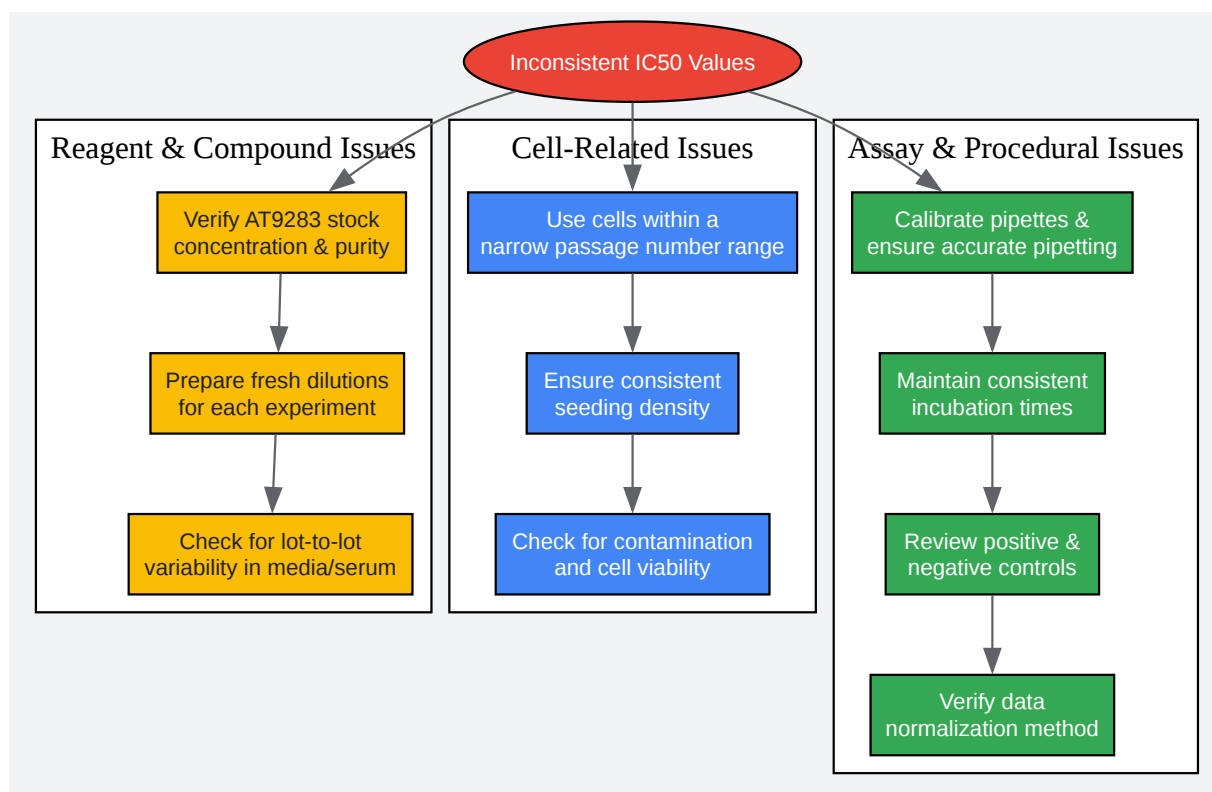 Inconsistent IC50 Values
Reagent & Compound Issues
Verify AT9283 stock
concentration & purity
Prepare fresh dilutions
for each experiment
Check for lot-to-lot
variability in media/serum
Cell-Related Issues
Use cells within a
narrow passage number range
Ensure consistent
seeding density
Check for contamination
and cell viability
Assay & Procedural Issues
Calibrate pipettes &
ensure accurate pipetting
Maintain consistent
incubation times
Review positive &
negative controls
Verify data
normalization method